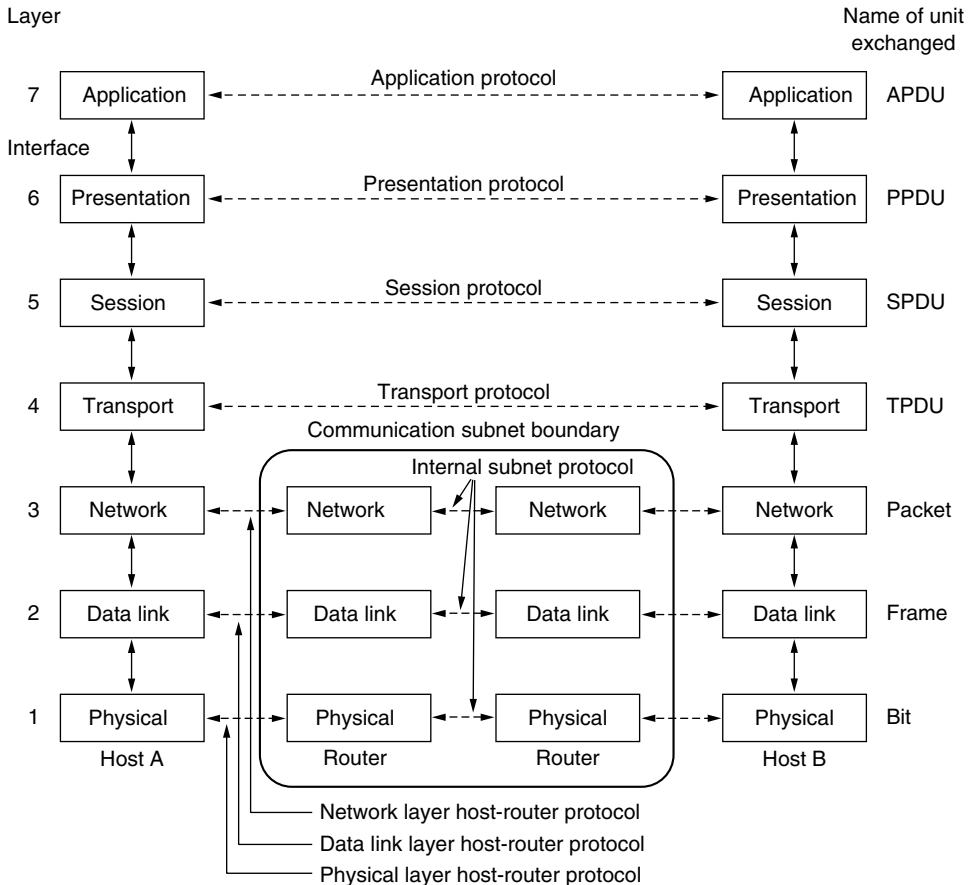 Layer
Name of unit
exchanged
Application protocol
7
Application
Application
APDU
Interface
Presentation protocol
6
Presentation
Presentation
PPDU
Session protocol
5
Session
Session
SPDU
Transport protocol
4
Transport
Transport
TPDU
Communication subnet boundary
Internal subnet protocol
3
Network
Network
Network
Network
Packet
2
Data link
Data link
Data link
Data link
Frame
1
Physical
Physical
Physical
Physical
Bit
Host A
Router
Router
Host B
Network layer host-router protocol
Data link layer host-router protocol
Physical layer host-router protocol